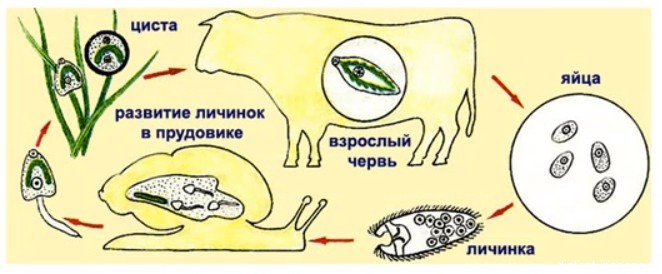 циста
яйца
развитие личинок
в прудовике
взрослый
червь
личинка